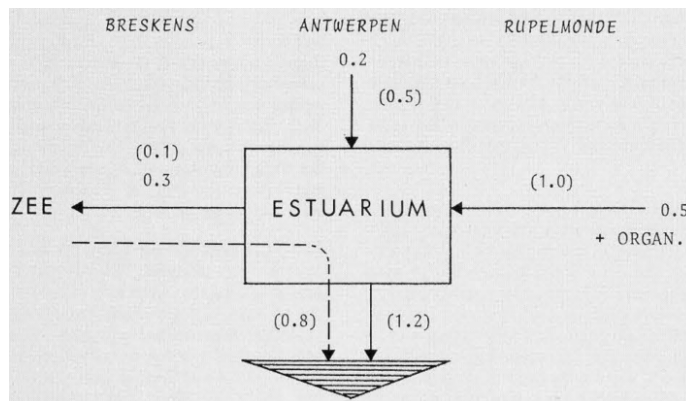 BRESKENS ANTWERPEN RUPELMONDE
0.2
(0.5)
(0.1)
0.3
(1.0)
ZEE
ESTUARIUM
0.5
+ ORGAN.
(0.8)
(1.2)